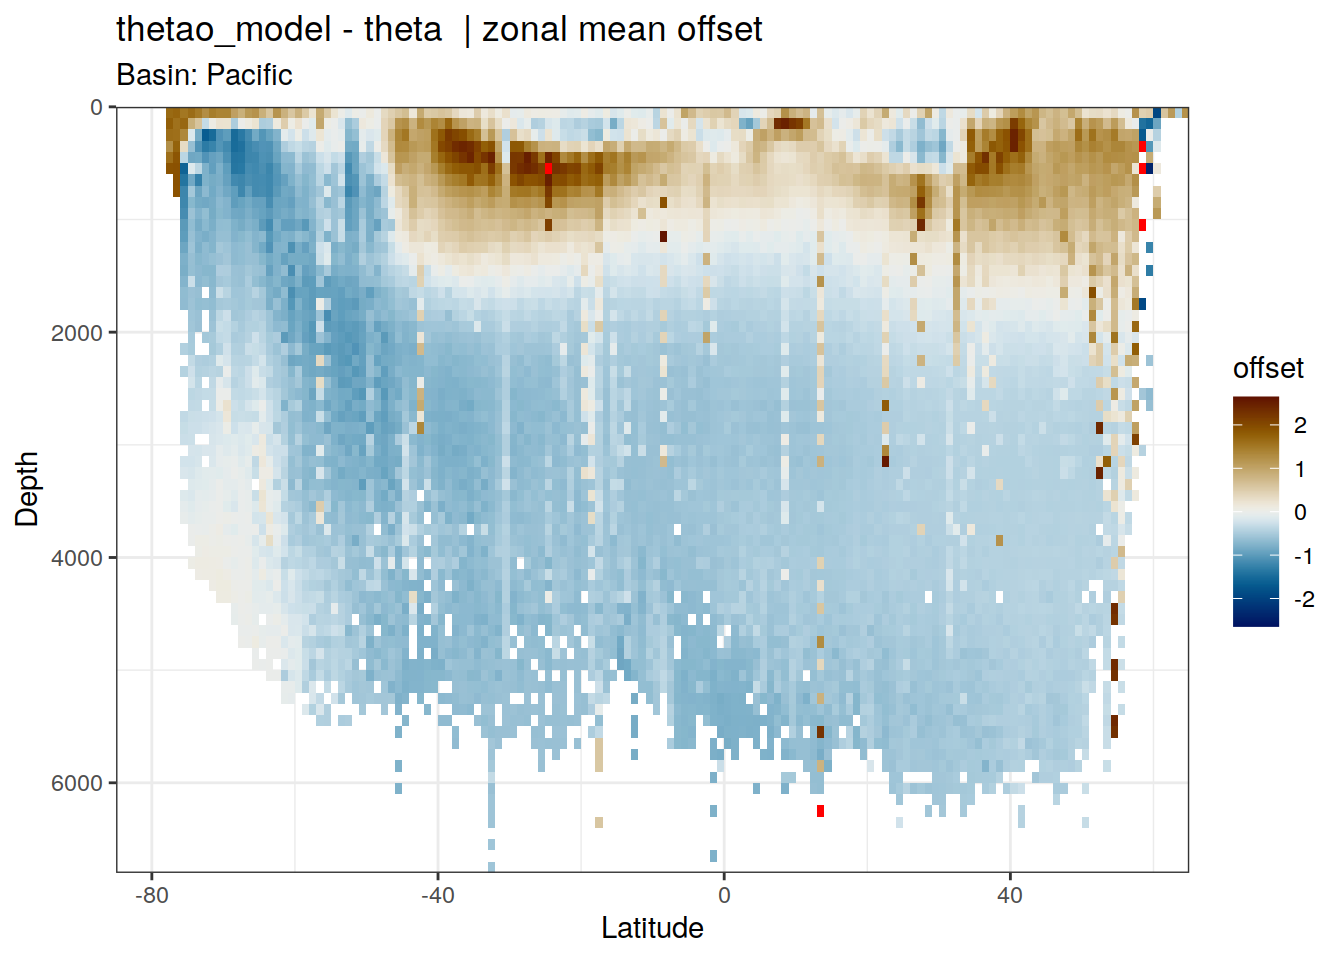 thetao_model - theta  | zonal mean offset
Basin: Pacific
0
2000
4000
6000
Depth
-80
-40
0
40
Latitude
offset
2
1
0
-1
-2